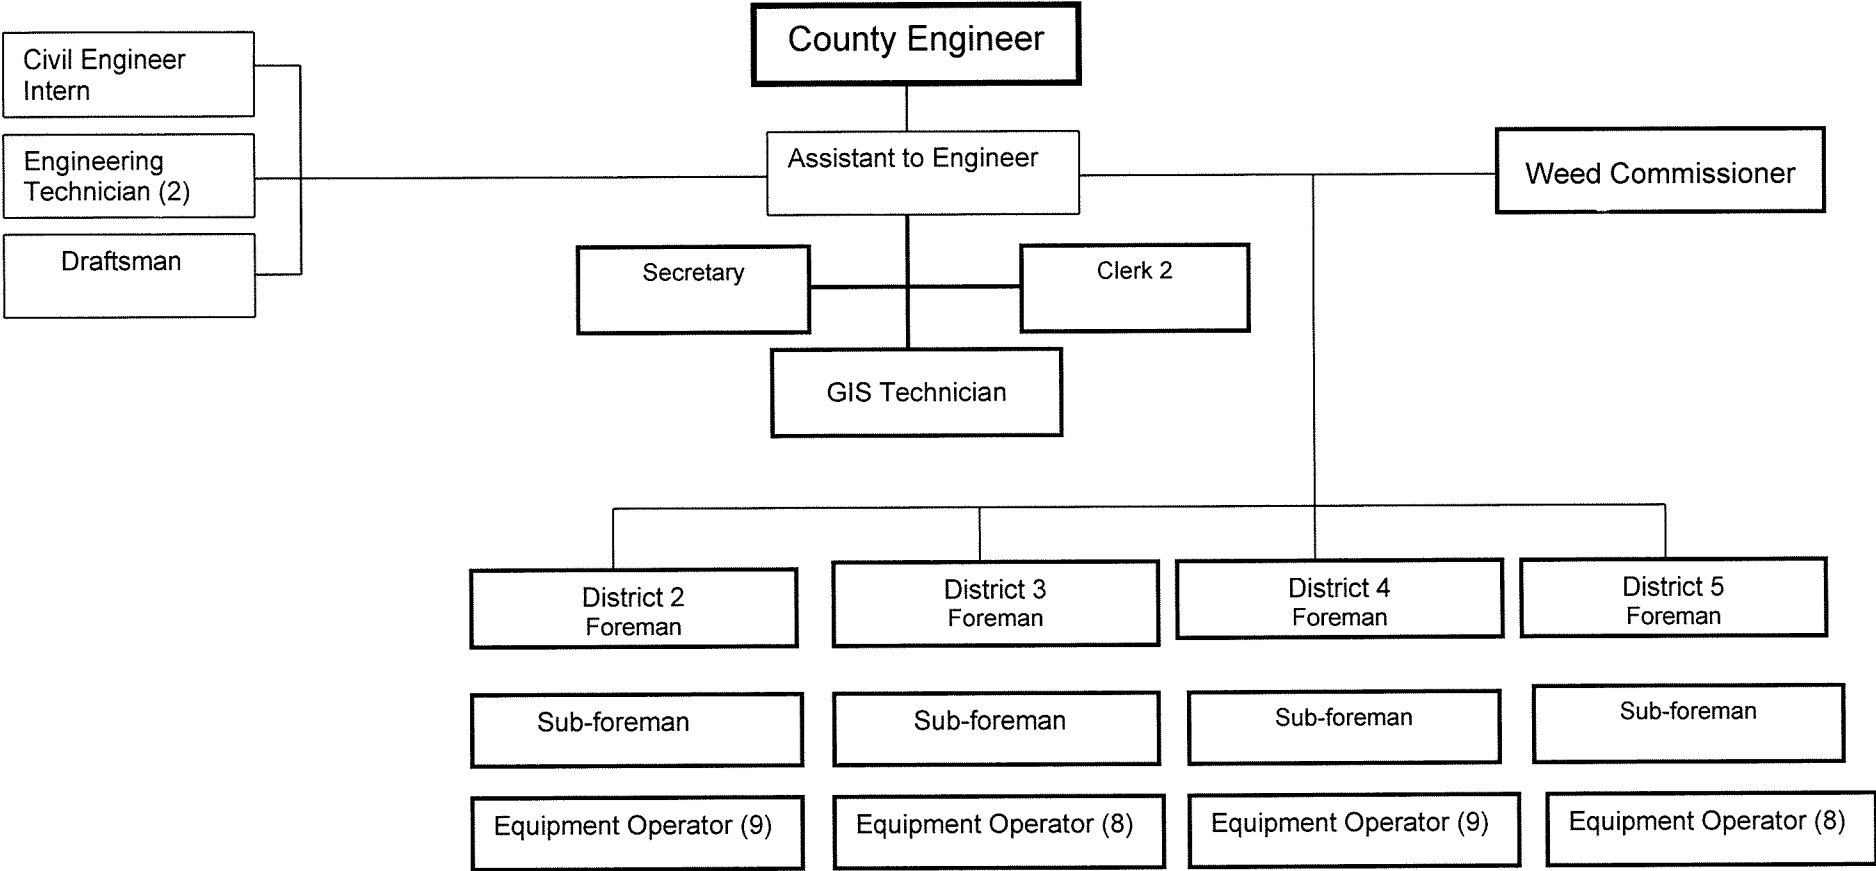 County Engineer
Civil Engineer
Intern
Engineering
Technician (2)
Draftsman
Assistant to Engineer
Weed Commissioner
Secretary
Clerk 2
GIS Technician
District 2
Foreman
District 3
Foreman
District 4
Foreman
District 5
Foreman
Sub-foreman
Sub-foreman
Sub-foreman
Sub-foreman
Equipment Operator (9)
Equipment Operator (8)
Equipment Operator (9)
Equipment Operator (8)